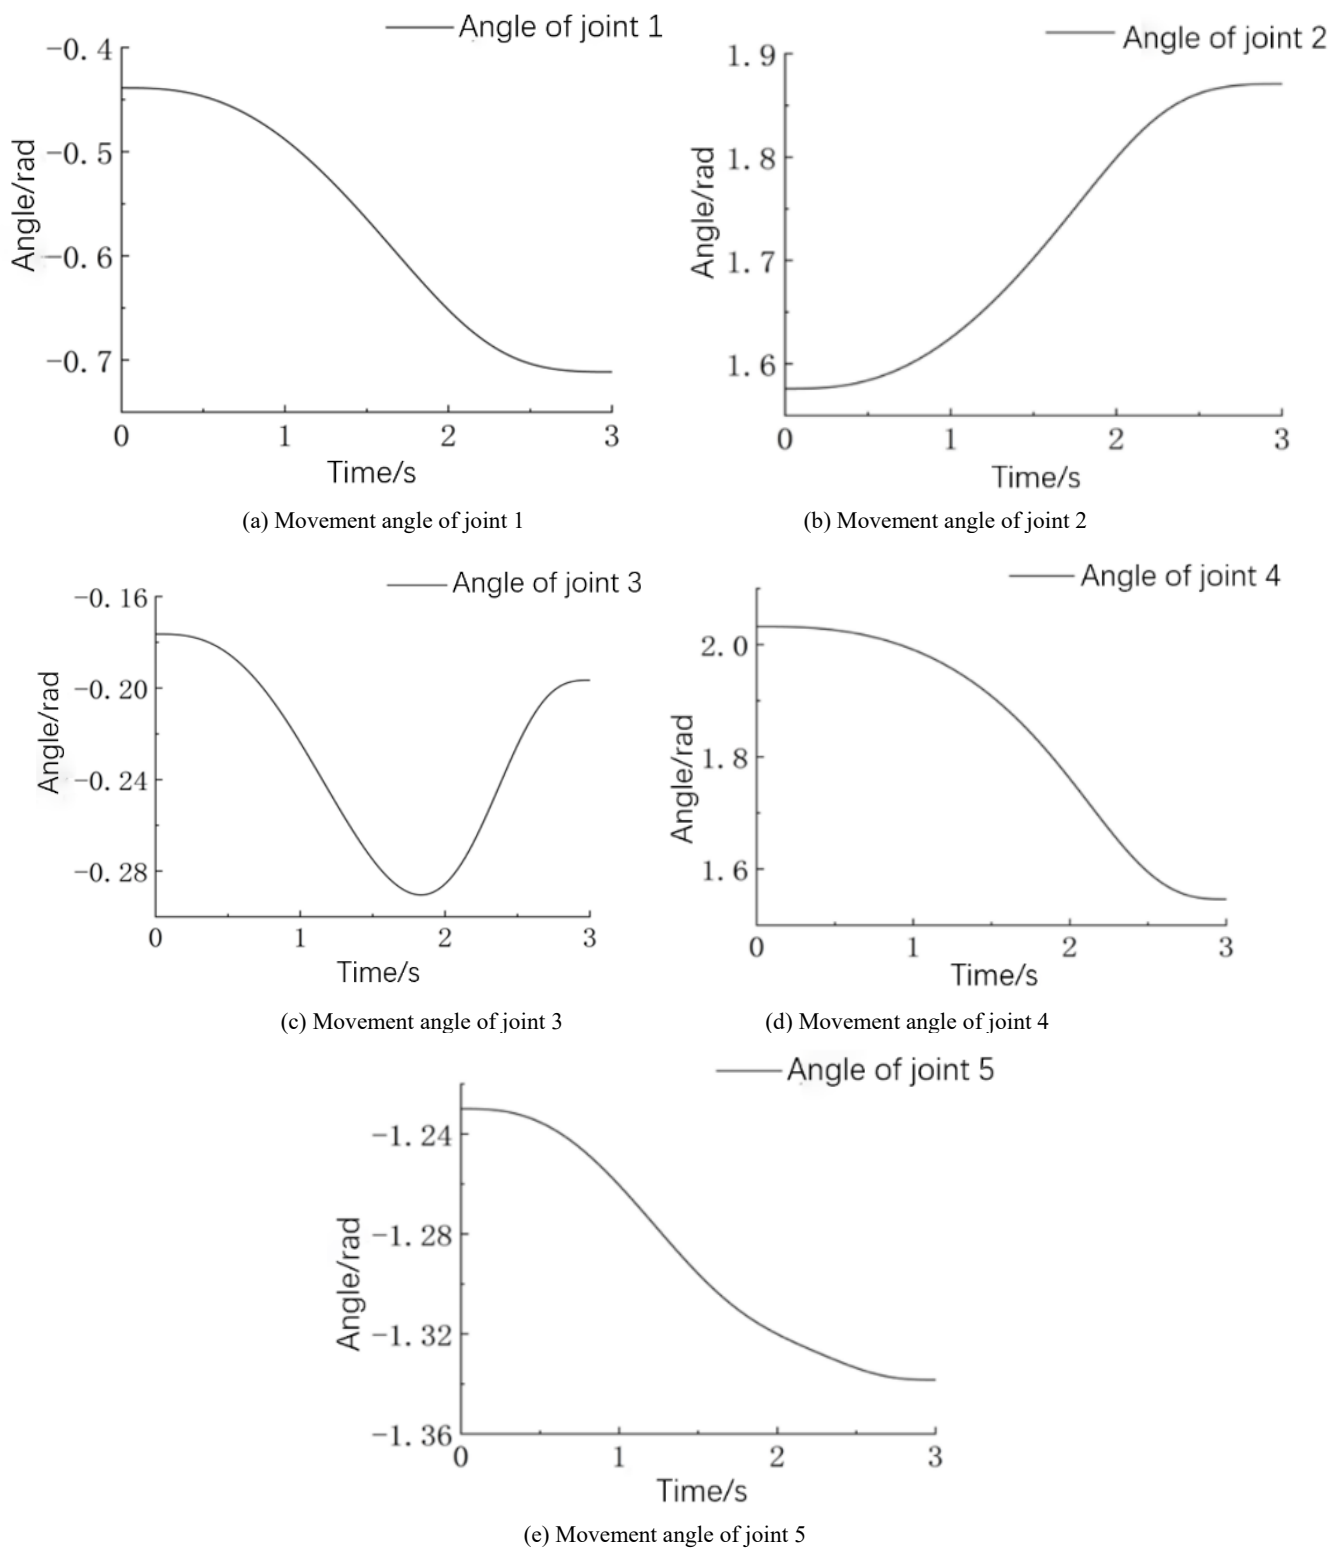 Angle of joint 1
−0.4
−0.5
−0.6
−0.7
Angle/rad
0 1 2 3
Time/s
(a) Movement angle of joint 1
Angle of joint 2
1.9
1.8
1.7
1.6
Angle/rad
0 1 2 3
Time/s
(b) Movement angle of joint 2
Angle of joint 3
−0.16
−0.20
−0.24
−0.28
Angle/rad
0 1 2 3
Time/s
(c) Movement angle of joint 3
Angle of joint 4
2.0
1.8
1.6
Angle/rad
0 1 2 3
Time/s
(d) Movement angle of joint 4
Angle of joint 5
−1.24
−1.28
−1.32
−1.36
Angle/rad
0 1 2 3
Time/s
(e) Movement angle of joint 5